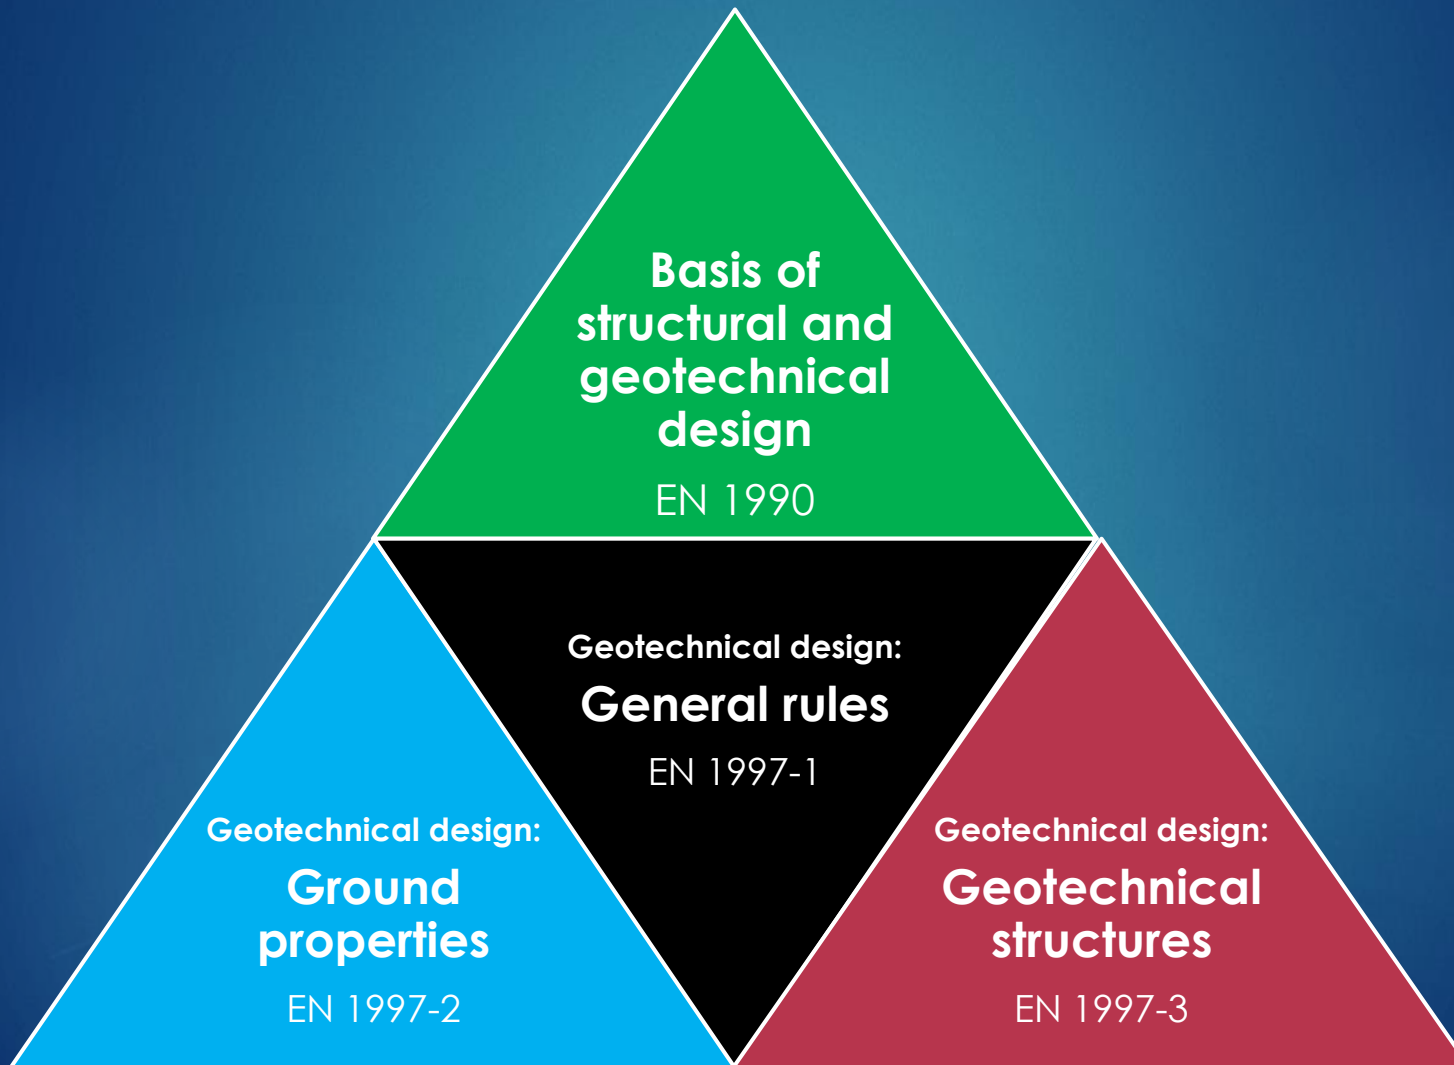 Basis of
structural and
geotechnical
design
EN 1990
Geotechnical design:
General rules
EN 1997-1
Geotechnical design:
Ground
properties
EN 1997-2
Geotechnical design:
Geotechnical
structures
EN 1997-3